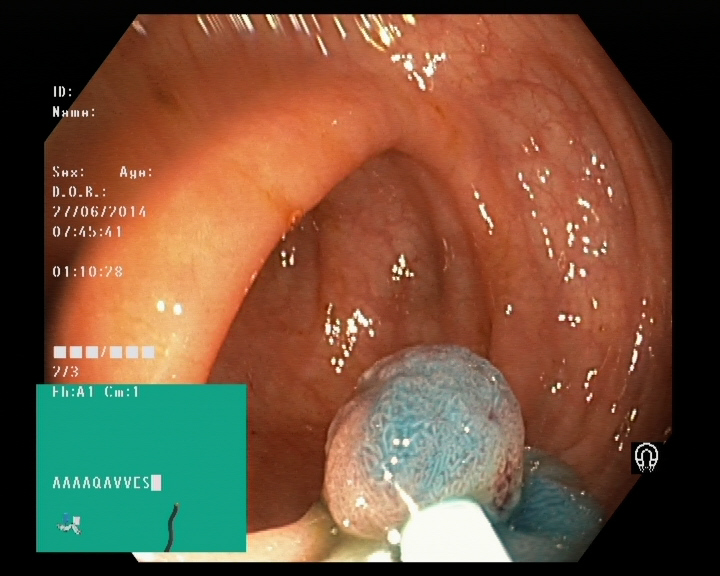 ID:
Name:
Sex: Age:
D.O.B.:
27/06/2014
07:45:41
01:10:28
■■■/■■■
2/3
Eh:A1 Cm:1
AAAAQAVVES